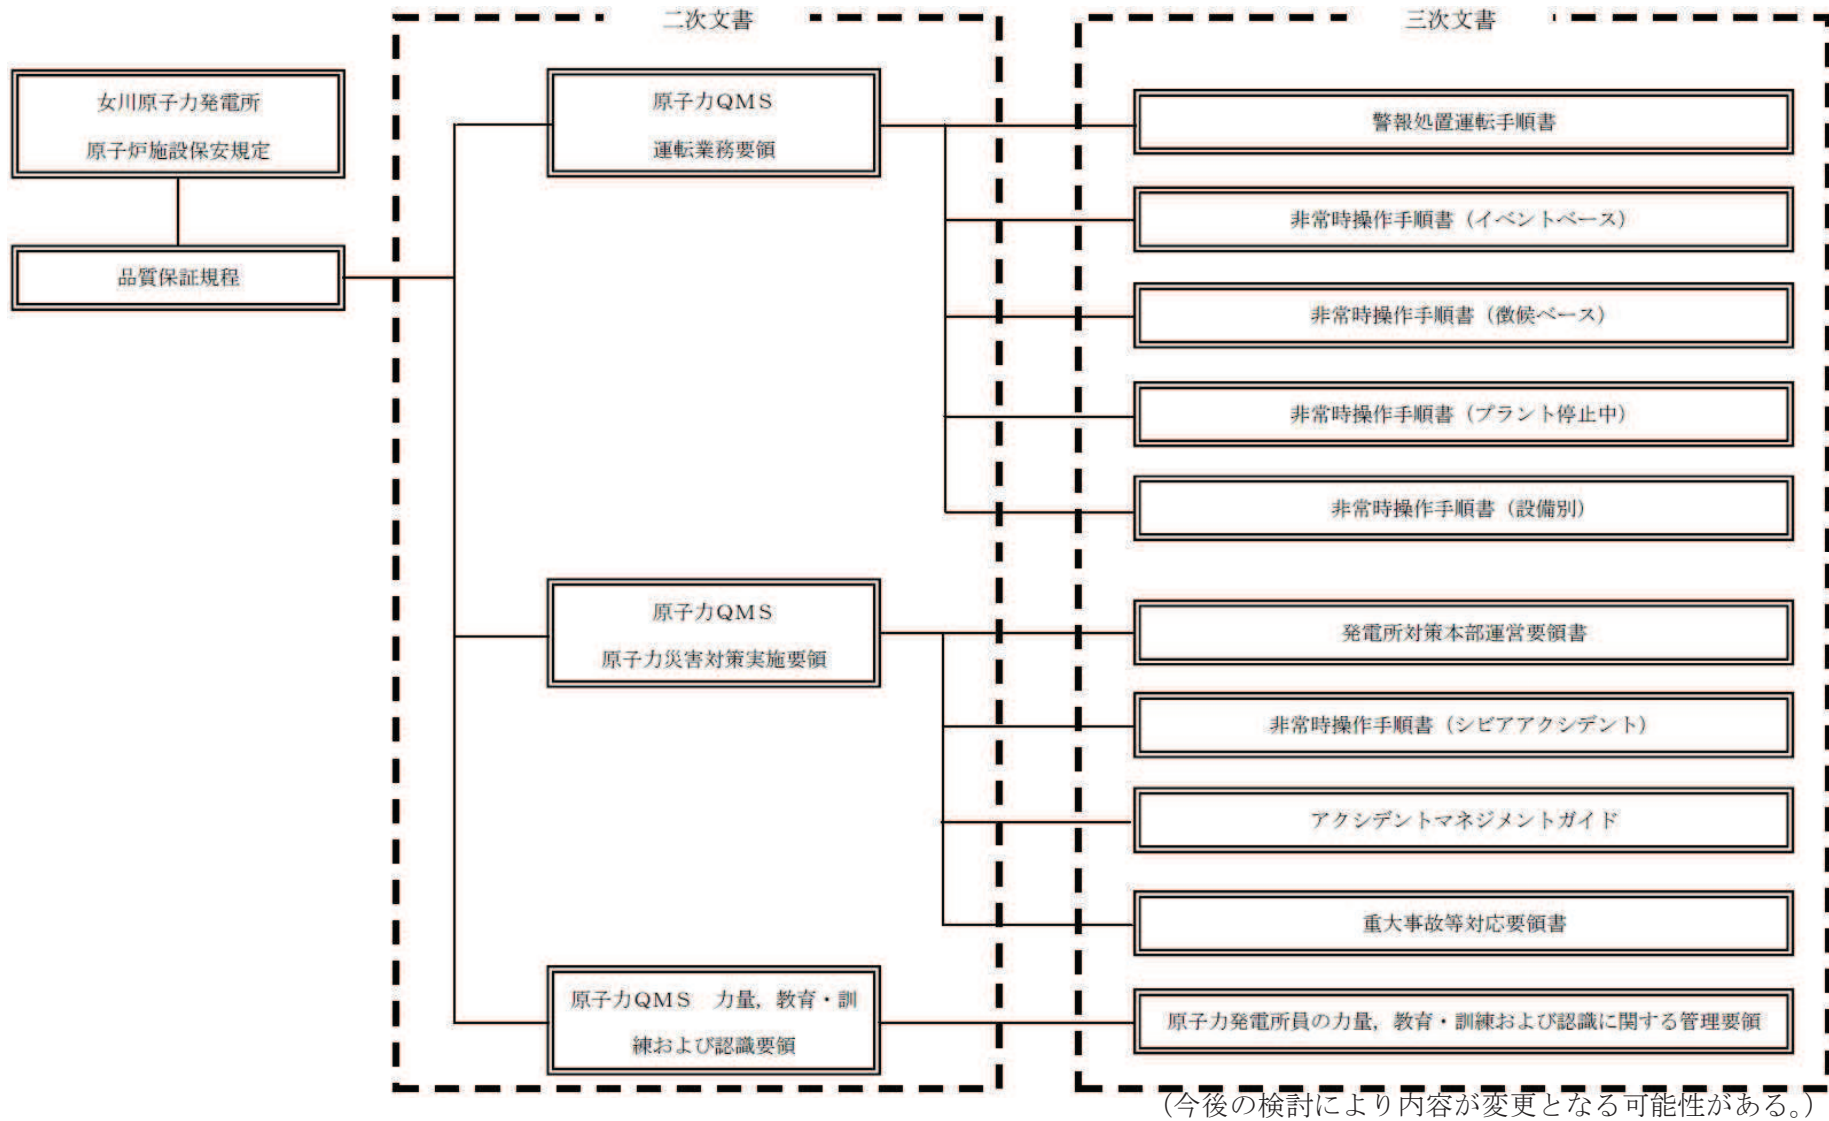 二次文書
三次文書
女川原子力発電所
原子炉施設保安規定
品質保証規程
原子力ＱＭＳ
運転業務要領
警報処置運転手順書
非常時操作手順書（イベントベース）
非常時操作手順書（徴候ベース）
非常時操作手順書（プラント停止中）
非常時操作手順書（設備別）
原子力ＱＭＳ
原子力災害対策実施要領
発電所対策本部運営要領書
非常時操作手順書（シビアアクシデント）
アクシデントマネジメントガイド
重大事故等対応要領書
原子力ＱＭＳ　力量，教育・訓
練および認識要領
原子力発電所員の力量，教育・訓練および認識に関する管理要領
（今後の検討により内容が変更となる可能性がある。）